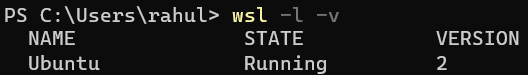 PS C:\Users\rahul> wsl -l -v
NAME STATE VERSION
Ubuntu Running 2